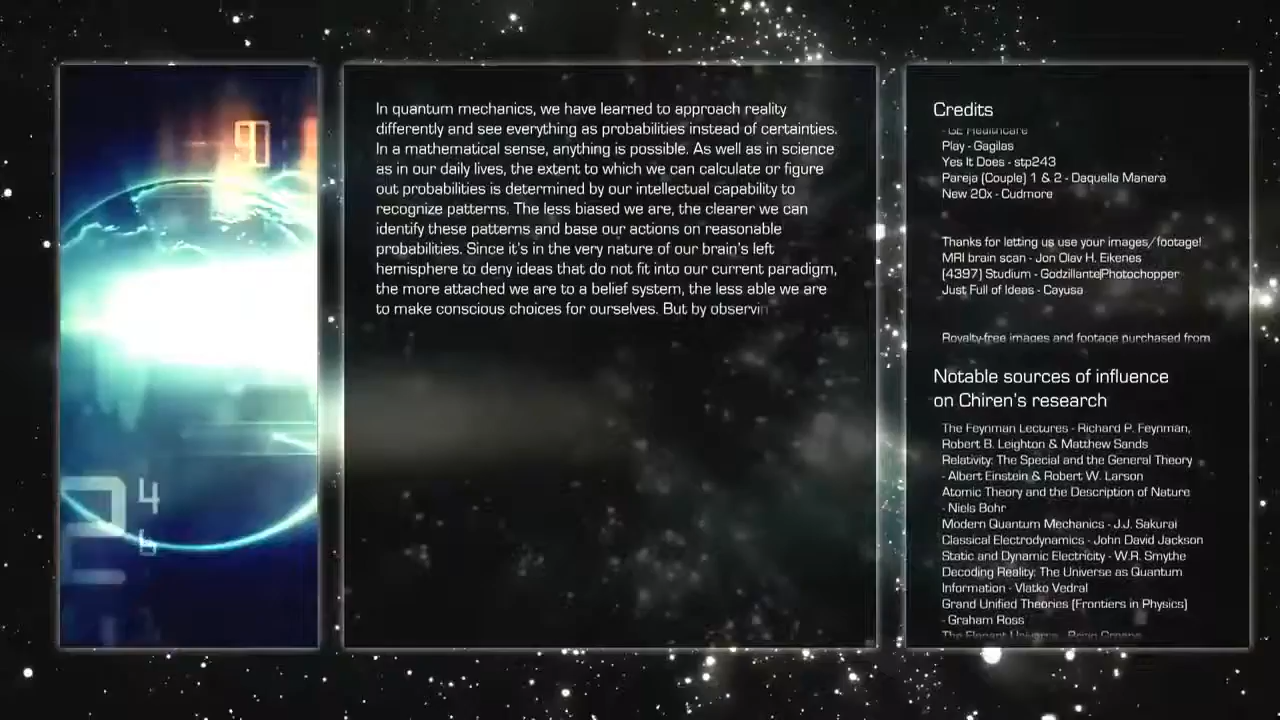 9
4
6
In quantum mechanics, we have learned to approach reality
differently and see everything as probabilities instead of certainties.
In a mathematical sense, anything is possible. As well as in science
as in our daily lives, the extent to which we can calculate or figure
out probabilities is determined by our intellectual capability to
recognize patterns. The less biased we are, the clearer we can
identify these patterns and base our actions on reasonable
probabilities. Since it's in the very nature of our brain's left
hemisphere to deny ideas that do not fit into our current paradigm,
the more attached we are to a belief system, the less able we are
to make conscious choices for ourselves. But by observin
Credits
- GE Healthcare
Play - Gagilas
Yes It Does - stp243
Pareja (Couple) 1 & 2 - Daquella Manera
New 20x - Cudmore
Thanks for letting us use your images/footage!
MRI brain scan - Jon Olav H. Eikenes
(4397) Studium - Godzillante|Photochopper
Just Full of Ideas - Cayusa
Royalty-free images and footage purchased from
Notable sources of influence
on Chiren's research
The Feynman Lectures - Richard P. Feynman,
Robert B. Leighton & Matthew Sands
Relativity: The Special and the General Theory
- Albert Einstein & Robert W. Larson
Atomic Theory and the Description of Nature
- Niels Bohr
Modern Quantum Mechanics - J.J. Sakurai
Classical Electrodynamics - John David Jackson
Static and Dynamic Electricity - W.R. Smythe
Decoding Reality: The Universe as Quantum
Information - Vlatko Vedral
Grand Unified Theories (Frontiers in Physics)
- Graham Ross
The Elegant Universe - Brian Greene